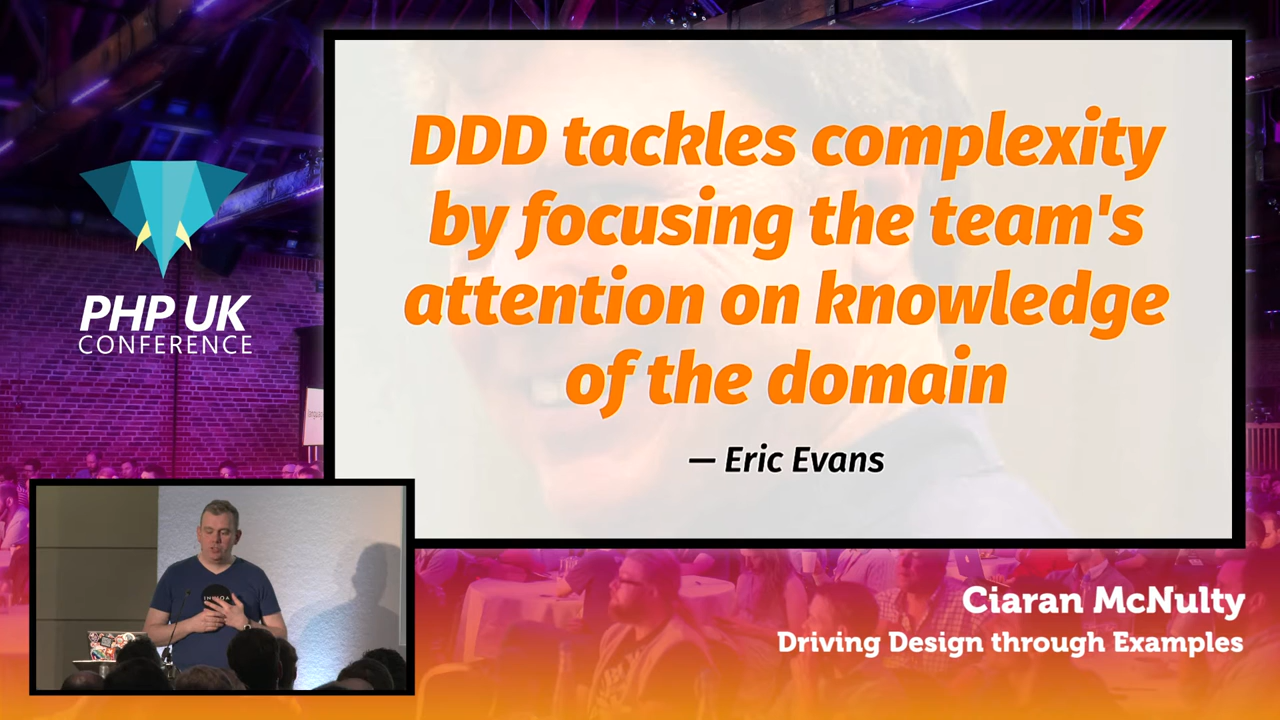 DDD tackles complexity
by focusing the team's
attention on knowledge
of the domain
— Eric Evans
PHP UK
CONFERENCE
Ciaran McNulty
Driving Design through Examples